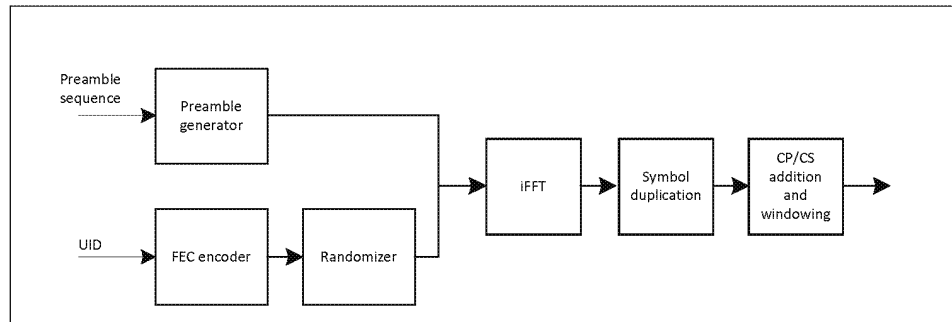 Preamble
sequence
Preamble
generator
UID
FEC encoder
Randomizer
iFFT
Symbol
duplication
CP/CS
addition
and
windowing